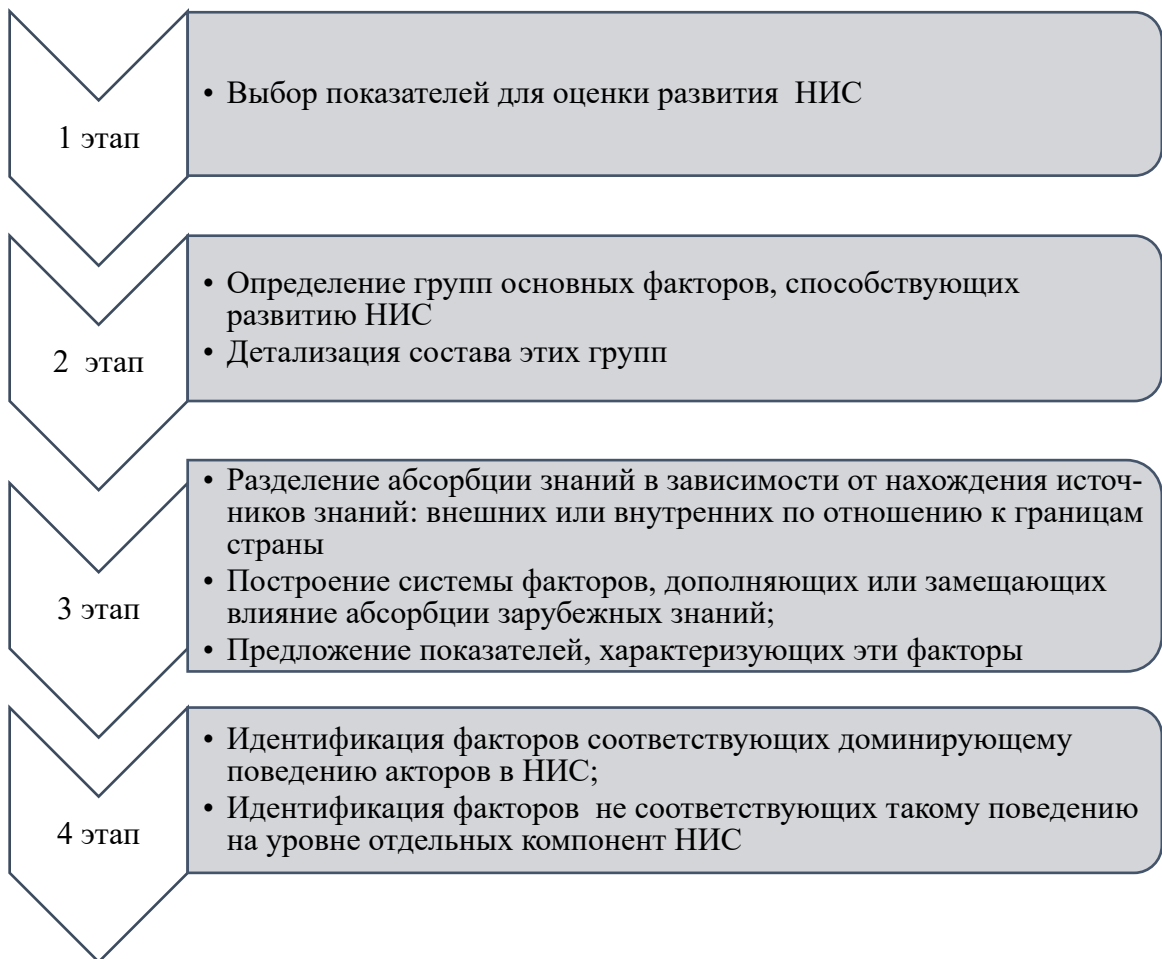 1 этап
• Выбор показателей для оценки развития  НИС
2  этап
• Определение групп основных факторов, способствующих
развитию НИС
• Детализация состава этих групп
3 этап
• Разделение абсорбции знаний в зависимости от нахождения источ-
ников знаний: внешних или внутренних по отношению к границам
страны
• Построение системы факторов, дополняющих или замещающих
влияние абсорбции зарубежных знаний;
• Предложение показателей, характеризующих эти факторы
4 этап
• Идентификация факторов соответствующих доминирующему
поведению акторов в НИС;
• Идентификация факторов  не соответствующих такому поведению
на уровне отдельных компонент НИС